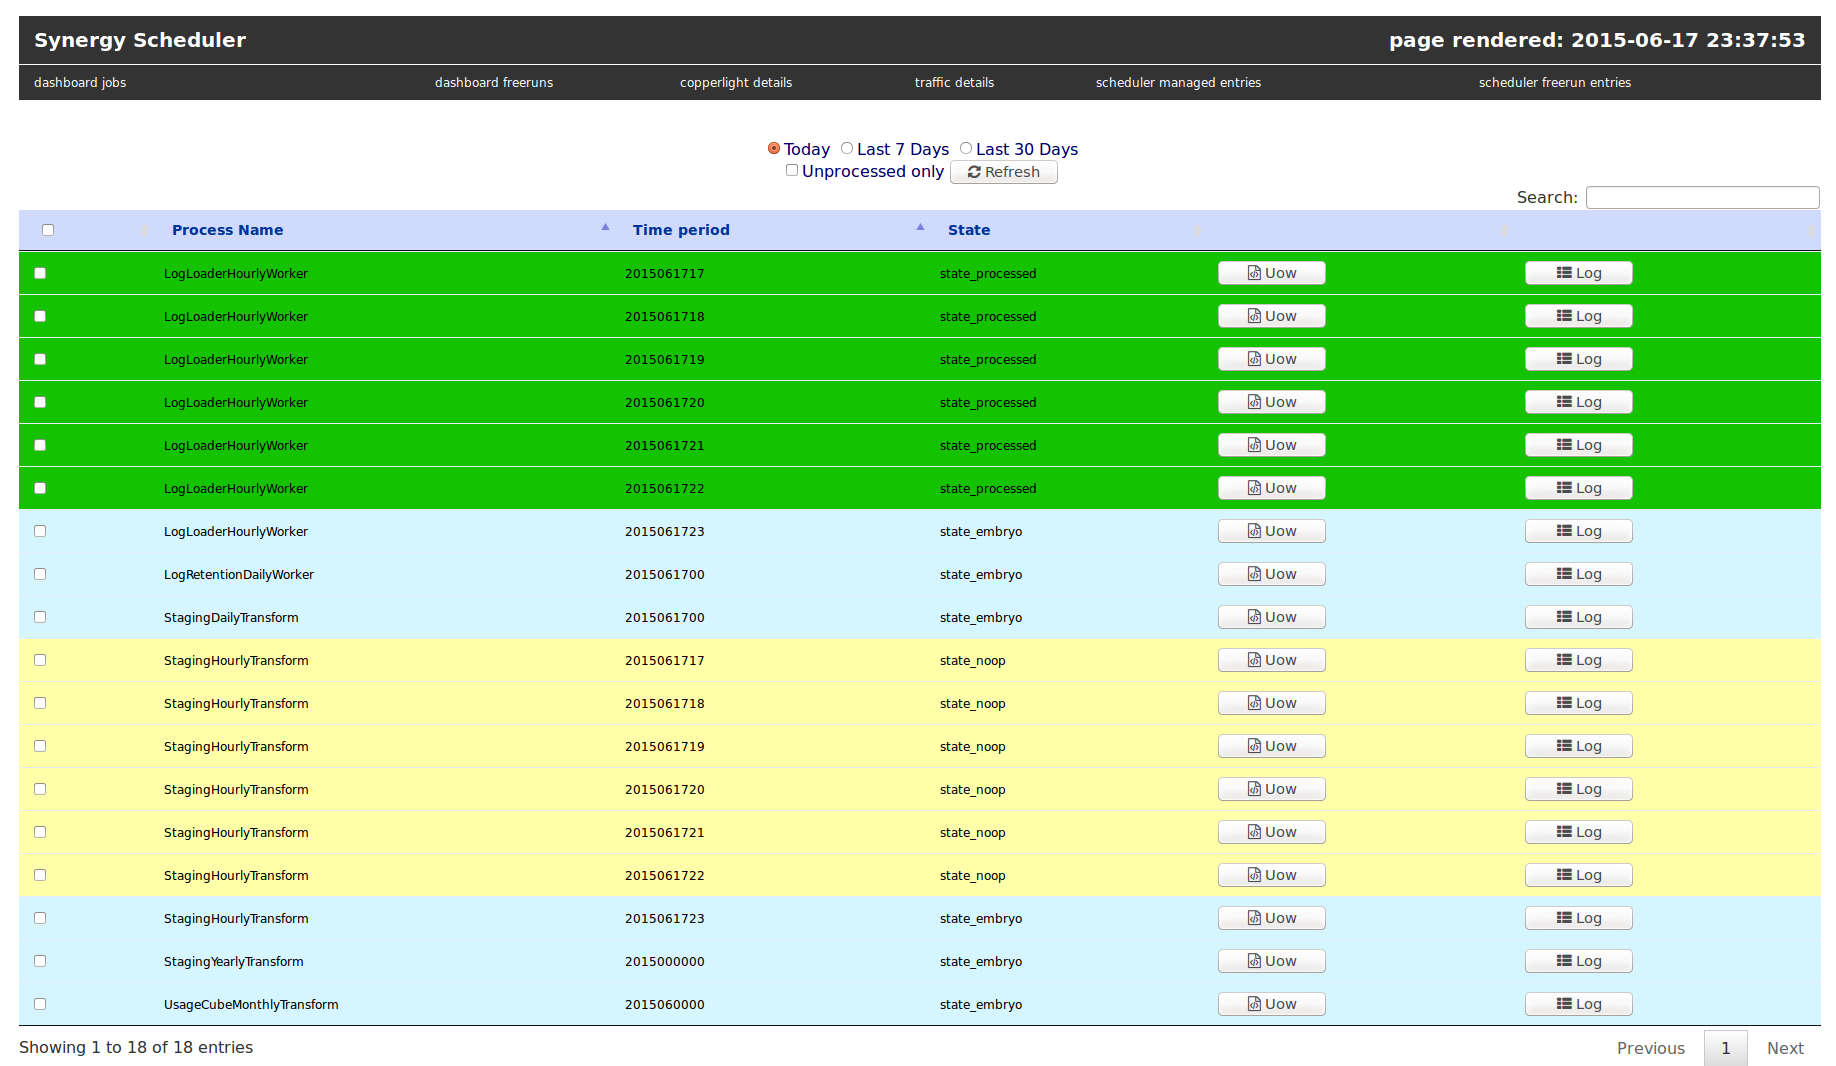 Synergy Scheduler page rendered: 2015-06-17 23:37:53
dashboard jobs dashboard freeruns copperlight details traffic details scheduler managed entries scheduler freerun entries
Today Last 7 Days Last 30 Days
Unprocessed only Refresh
Search:
Process Name Time period State
LogLoaderHourlyWorker 2015061717 state_processed Uow Log
LogLoaderHourlyWorker 2015061718 state_processed Uow Log
LogLoaderHourlyWorker 2015061719 state_processed Uow Log
LogLoaderHourlyWorker 2015061720 state_processed Uow Log
LogLoaderHourlyWorker 2015061721 state_processed Uow Log
LogLoaderHourlyWorker 2015061722 state_processed Uow Log
LogLoaderHourlyWorker 2015061723 state_embryo Uow Log
LogRetentionDailyWorker 2015061700 state_embryo Uow Log
StagingDailyTransform 2015061700 state_embryo Uow Log
StagingHourlyTransform 2015061717 state_noop Uow Log
StagingHourlyTransform 2015061718 state_noop Uow Log
StagingHourlyTransform 2015061719 state_noop Uow Log
StagingHourlyTransform 2015061720 state_noop Uow Log
StagingHourlyTransform 2015061721 state_noop Uow Log
StagingHourlyTransform 2015061722 state_noop Uow Log
StagingHourlyTransform 2015061723 state_embryo Uow Log
StagingYearlyTransform 2015000000 state_embryo Uow Log
UsageCubeMonthlyTransform 2015060000 state_embryo Uow Log
Showing 1 to 18 of 18 entries Previous 1 Next